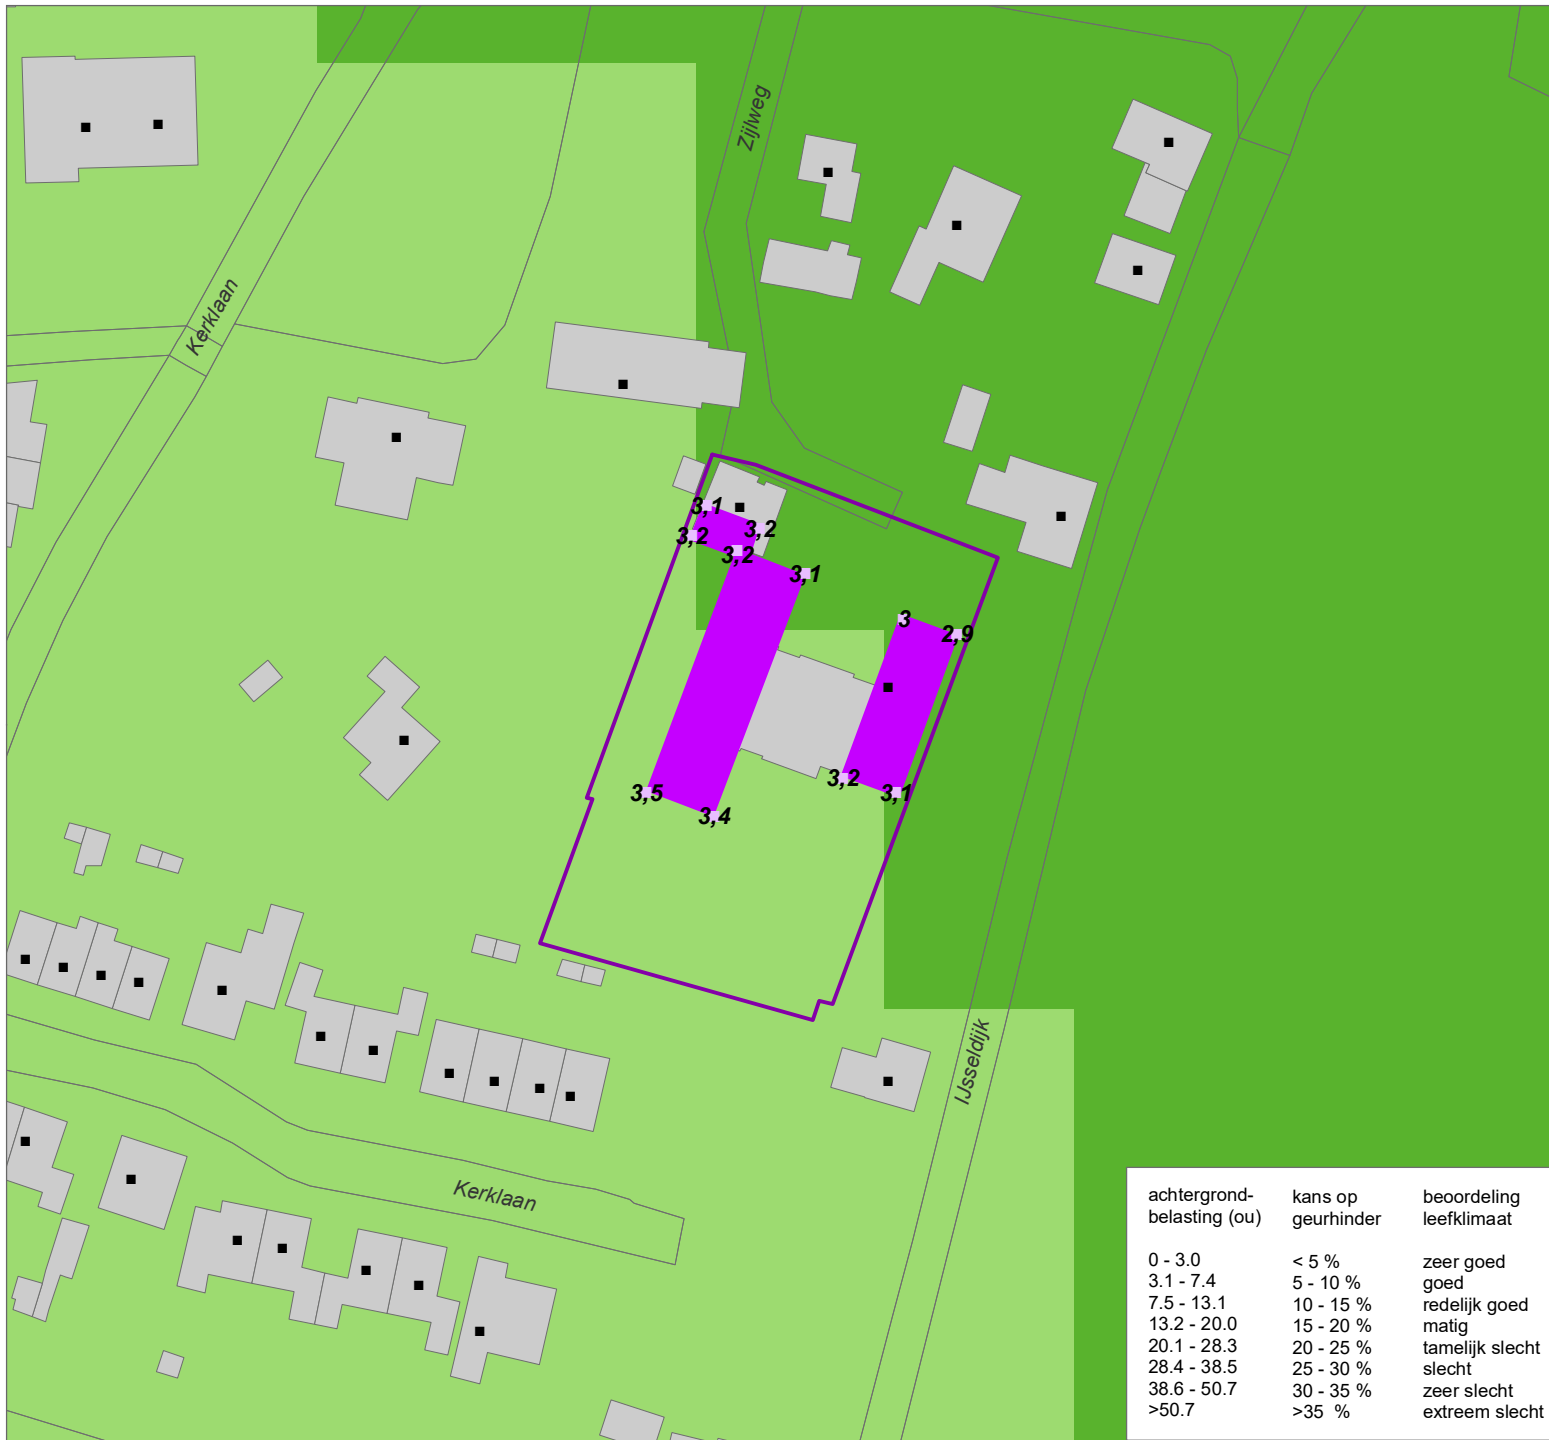 Zijlweg
Kerklaan
3,1
3,2
3,2
3,2
3,1
3
2,9
3,5
3,4
3,2
3,1
IJsseldijk
Kerklaan
achtergrond- kans op beoordeling
belasting (ou) geurhinder leefklimaat
0 - 3.0 < 5 % zeer goed
3.1 - 7.4 5 - 10 % goed
7.5 - 13.1 10 - 15 % redelijk goed
13.2 - 20.0 15 - 20 % matig
20.1 - 28.3 20 - 25 % tamelijk slecht
28.4 - 38.5 25 - 30 % slecht
38.6 - 50.7 30 - 35 % zeer slecht
>50.7 >35 % extreem slecht